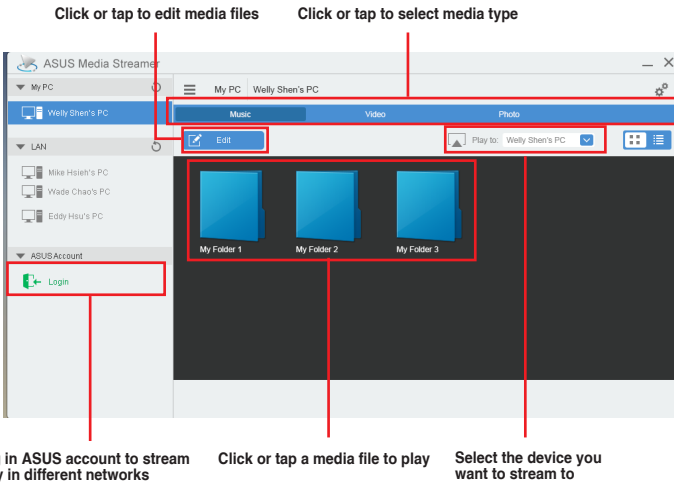 Click or tap to edit media files
Click or tap to select media type
ASUS Media Streamer
My PC
My PC Welly Shen's PC
Welly Shen's PC
Music Video Photo
Edit
Play to: Welly Shen's PC
LAN
Mike Hsieh's PC
Wade Chao's PC
Eddy Hsu's PC
My Folder 1 My Folder 2 My Folder 3
ASUS Account
Login
in ASUS account to stream
in different networks
Click or tap a media file to play
Select the device you
want to stream to